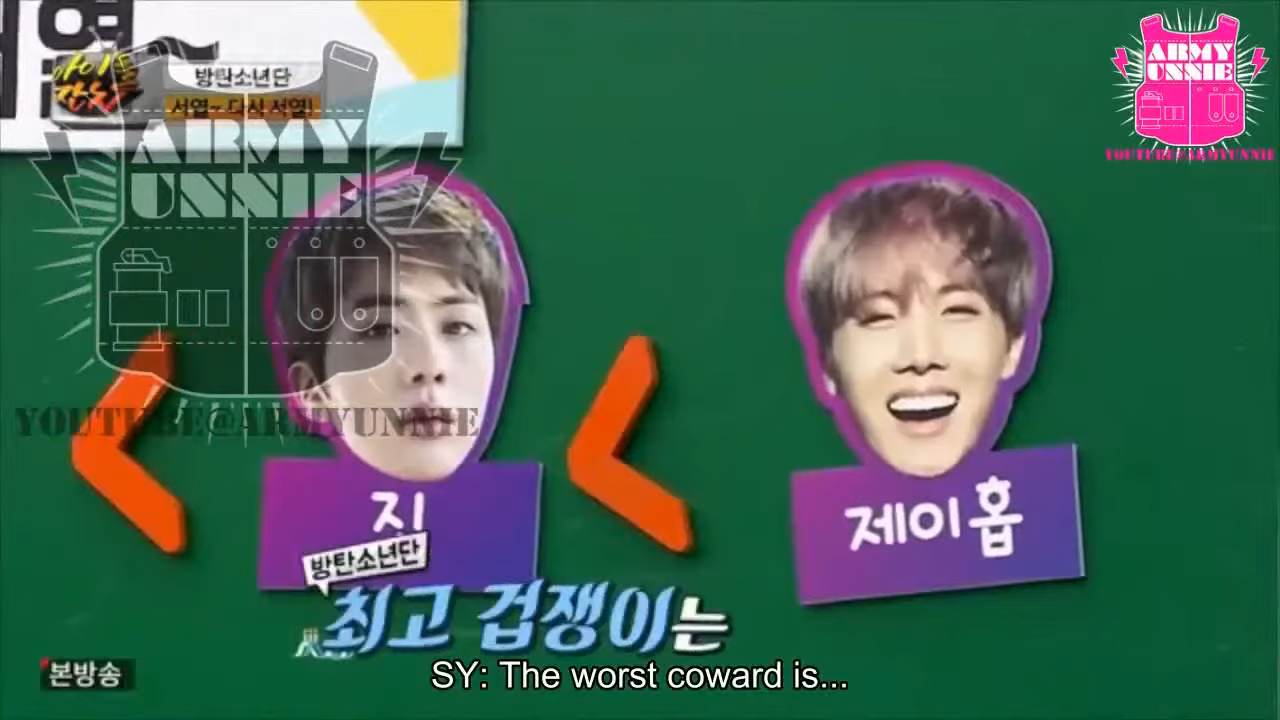 방탄소년단
서열~ 다시 서열!
ARMY
UNNIE
YOUTUBE@ARMYUNNIE
ARMY
UNNIE
YOUTUBE@ARMYUNNIE
진
제이홉
방탄소년단
최고 겁쟁이는
SY: The worst coward is...
본방송